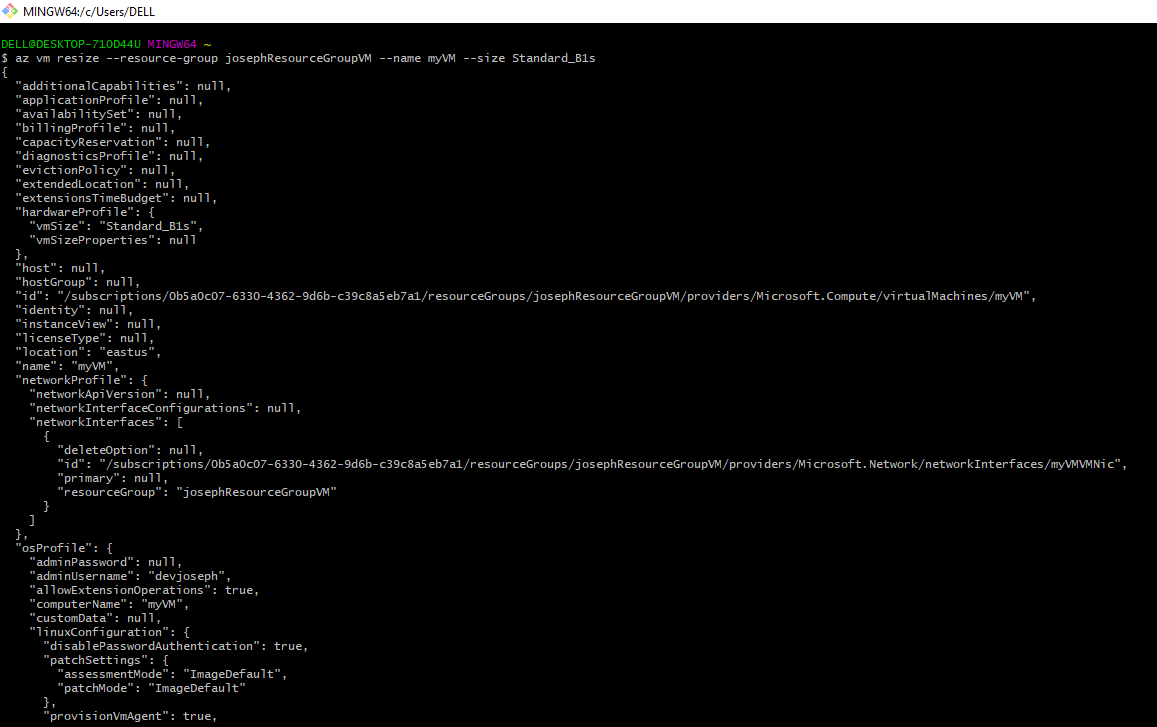 MINGW64:/c/Users/DELL
DELL@DESKTOP-71OD44U MINGW64 ~
$ az vm resize --resource-group josephResourceGroupVM --name myVM --size Standard_B1s
{
  "additionalCapabilities": null,
  "applicationProfile": null,
  "availabilitySet": null,
  "billingProfile": null,
  "capacityReservation": null,
  "diagnosticsProfile": null,
  "evictionPolicy": null,
  "extendedLocation": null,
  "extensionsTimeBudget": null,
  "hardwareProfile": {
    "vmSize": "Standard_B1s",
    "vmSizeProperties": null
  },
  "host": null,
  "hostGroup": null,
  "id": "/subscriptions/0b5a0c07-6330-4362-9d6b-c39c8a5eb7a1/resourceGroups/josephResourceGroupVM/providers/Microsoft.Compute/virtualMachines/myVM",
  "identity": null,
  "instanceView": null,
  "licenseType": null,
  "location": "eastus",
  "name": "myVM",
  "networkProfile": {
    "networkApiVersion": null,
    "networkInterfaceConfigurations": null,
    "networkInterfaces": [
      {
        "deleteOption": null,
        "id": "/subscriptions/0b5a0c07-6330-4362-9d6b-c39c8a5eb7a1/resourceGroups/josephResourceGroupVM/providers/Microsoft.Network/networkInterfaces/myVMVMNic",
        "primary": null,
        "resourceGroup": "josephResourceGroupVM"
      }
    ]
  },
  "osProfile": {
    "adminPassword": null,
    "adminUsername": "devjoseph",
    "allowExtensionOperations": true,
    "computerName": "myVM",
    "customData": null,
    "linuxConfiguration": {
      "disablePasswordAuthentication": true,
      "patchSettings": {
        "assessmentMode": "ImageDefault",
        "patchMode": "ImageDefault"
      },
      "provisionVmAgent": true,